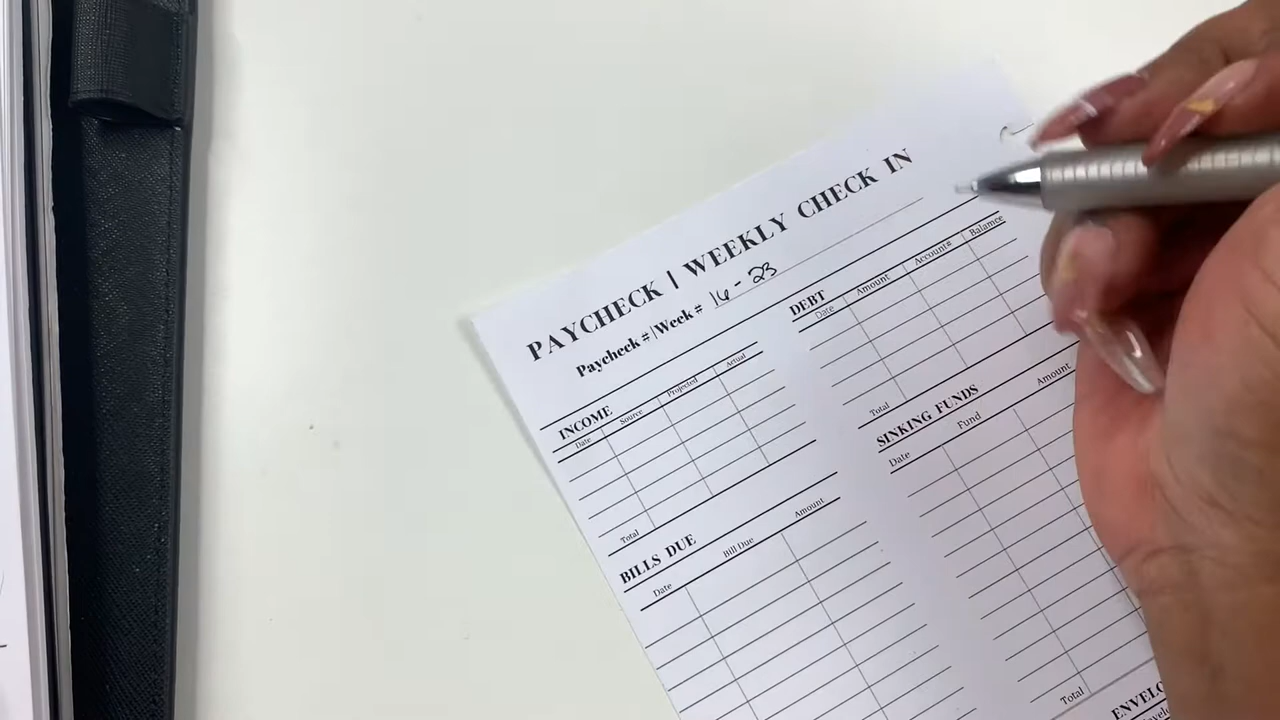 PAYCHECK | WEEKLY CHECK IN
Paycheck #|Week # 16 - 23
INCOME
Date Source Projected Actual
Total
BILLS DUE
Date Bill Due Amount
DEBT
Date Amount Account# Balance
Total
SINKING FUNDS
Date Fund Amount
Total